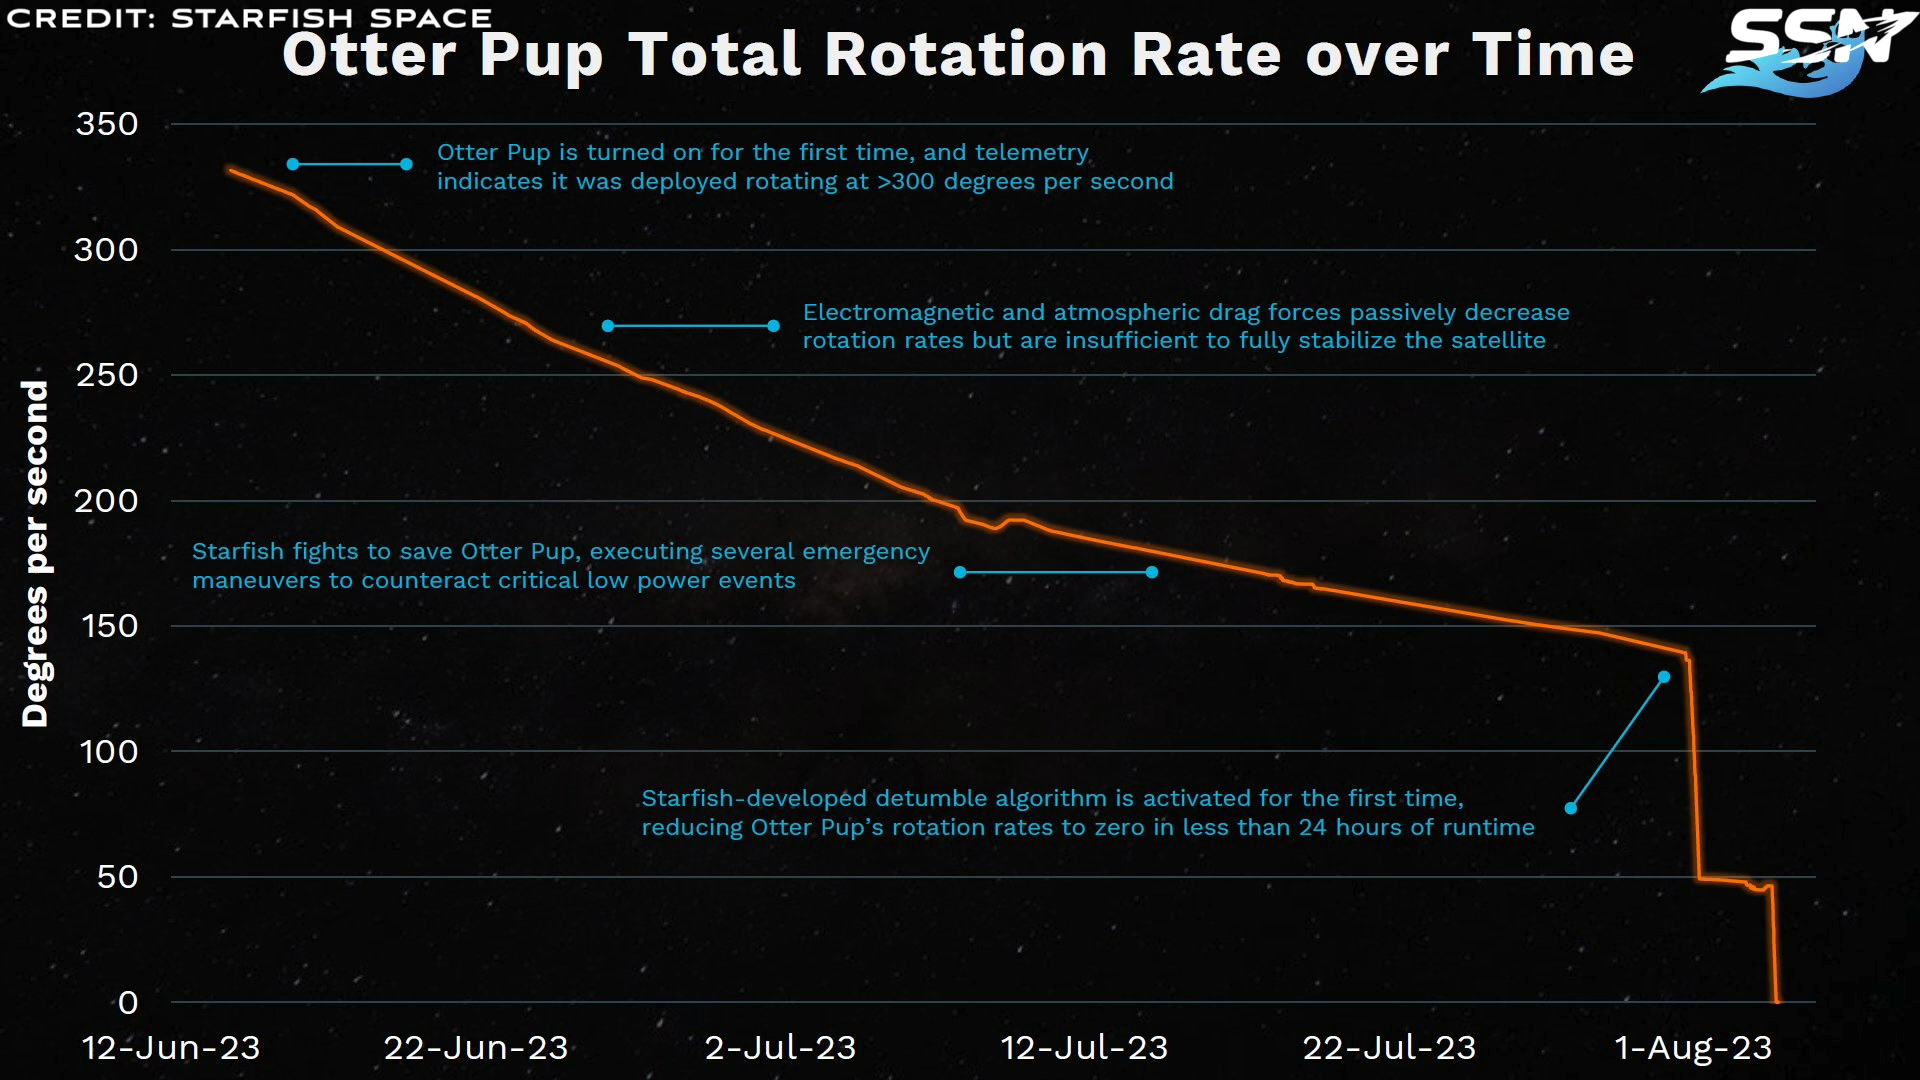 CREDIT: STARFISH SPACE
SSN
Otter Pup Total Rotation Rate over Time
350
Otter Pup is turned on for the first time, and telemetry
indicates it was deployed rotating at >300 degrees per second
300
Electromagnetic and atmospheric drag forces passively decrease
rotation rates but are insufficient to fully stabilize the satellite
250
Degrees per second
200
Starfish fights to save Otter Pup, executing several emergency
maneuvers to counteract critical low power events
150
100
Starfish-developed detumble algorithm is activated for the first time,
reducing Otter Pup’s rotation rates to zero in less than 24 hours of runtime
50
0
12-Jun-23 22-Jun-23 2-Jul-23 12-Jul-23 22-Jul-23 1-Aug-23